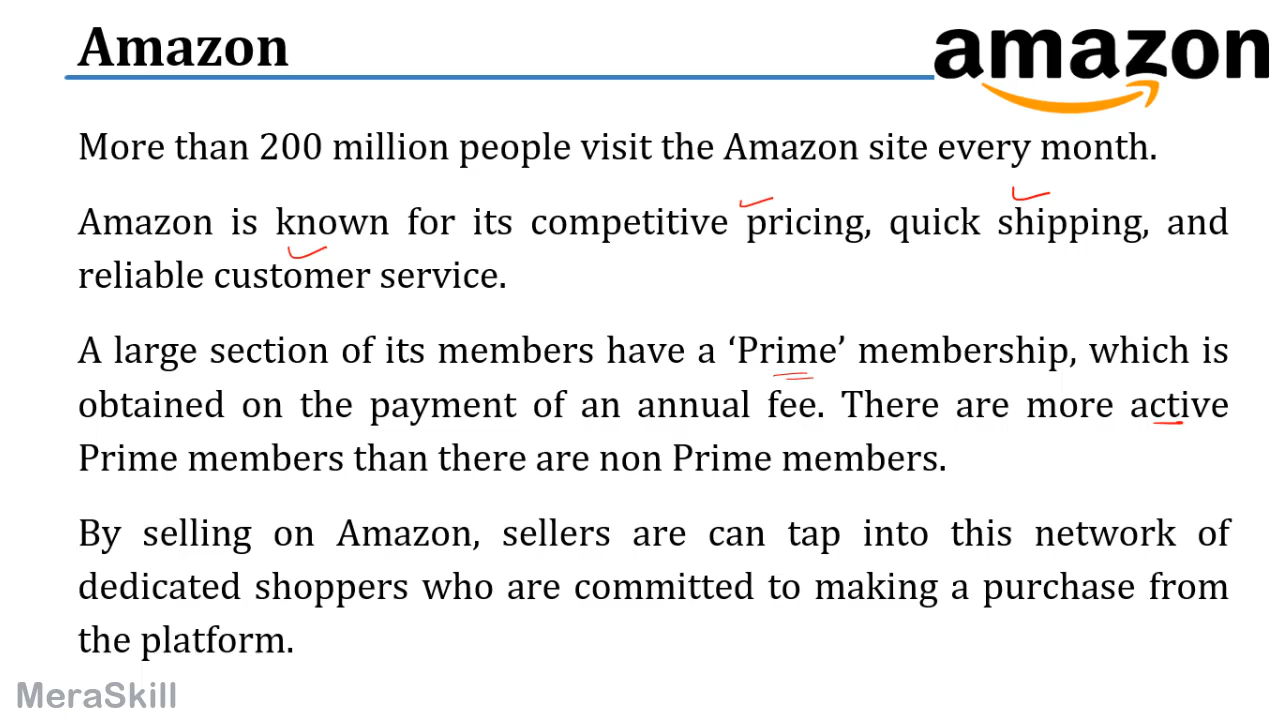 Amazon
amazon
More than 200 million people visit the Amazon site every month.
Amazon is known for its competitive pricing, quick shipping, and
reliable customer service.
A large section of its members have a ‘Prime’ membership, which is
obtained on the payment of an annual fee. There are more active
Prime members than there are non Prime members.
By selling on Amazon, sellers are can tap into this network of
dedicated shoppers who are committed to making a purchase from
the platform.
MeraSkill